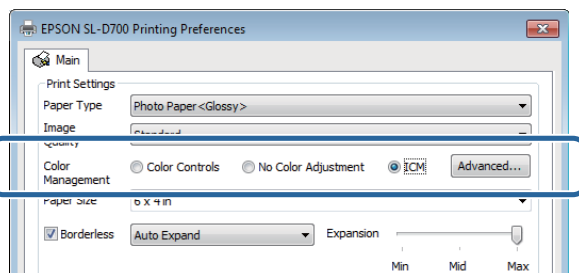 EPSON SL-D700 Printing Preferences
Main
Print Settings
Paper Type Photo Paper<Glossy>
Image Quality Standard
Color Management Color Controls No Color Adjustment ICM Advanced...
Paper Size 6 x 4 in
Borderless Auto Expand Expansion
Min Mid Max